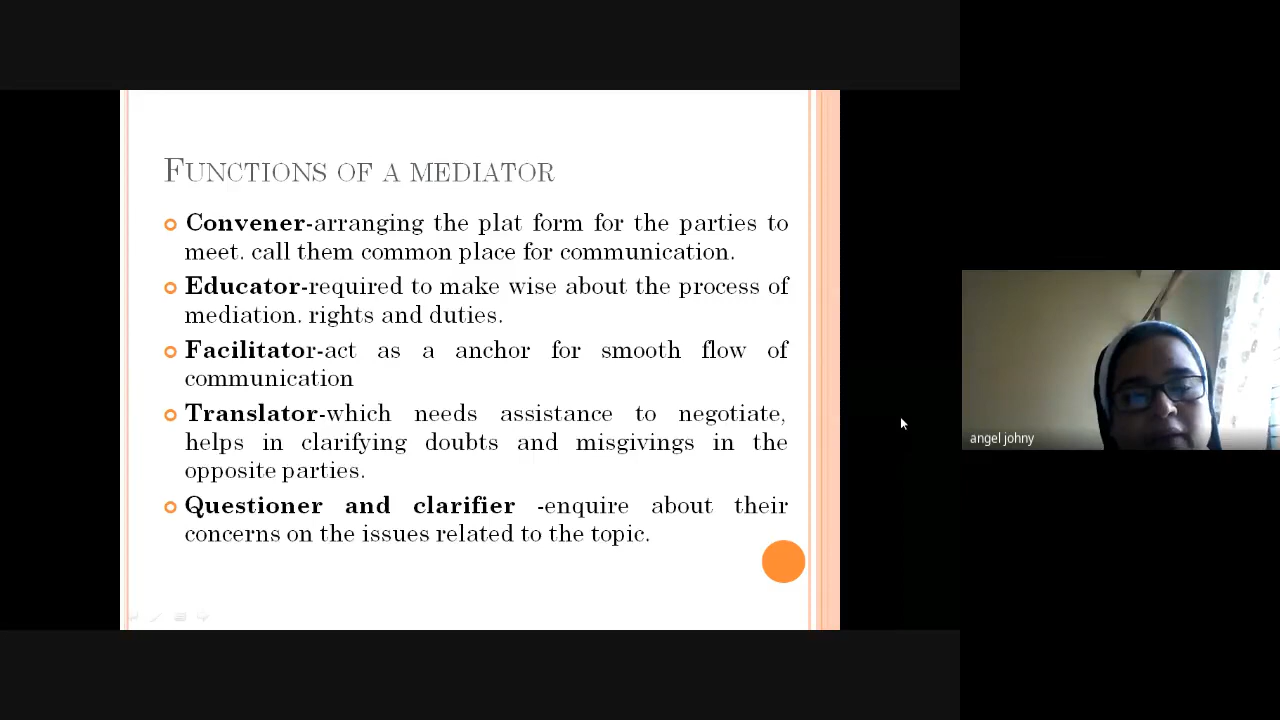 FUNCTIONS OF A MEDIATOR
Convener-arranging the plat form for the parties to
meet. call them common place for communication.
Educator-required to make wise about the process of
mediation. rights and duties.
Facilitator-act as a anchor for smooth flow of
communication
Translator-which needs assistance to negotiate,
helps in clarifying doubts and misgivings in the
opposite parties.
Questioner and clarifier -enquire about their
concerns on the issues related to the topic.
angel johny